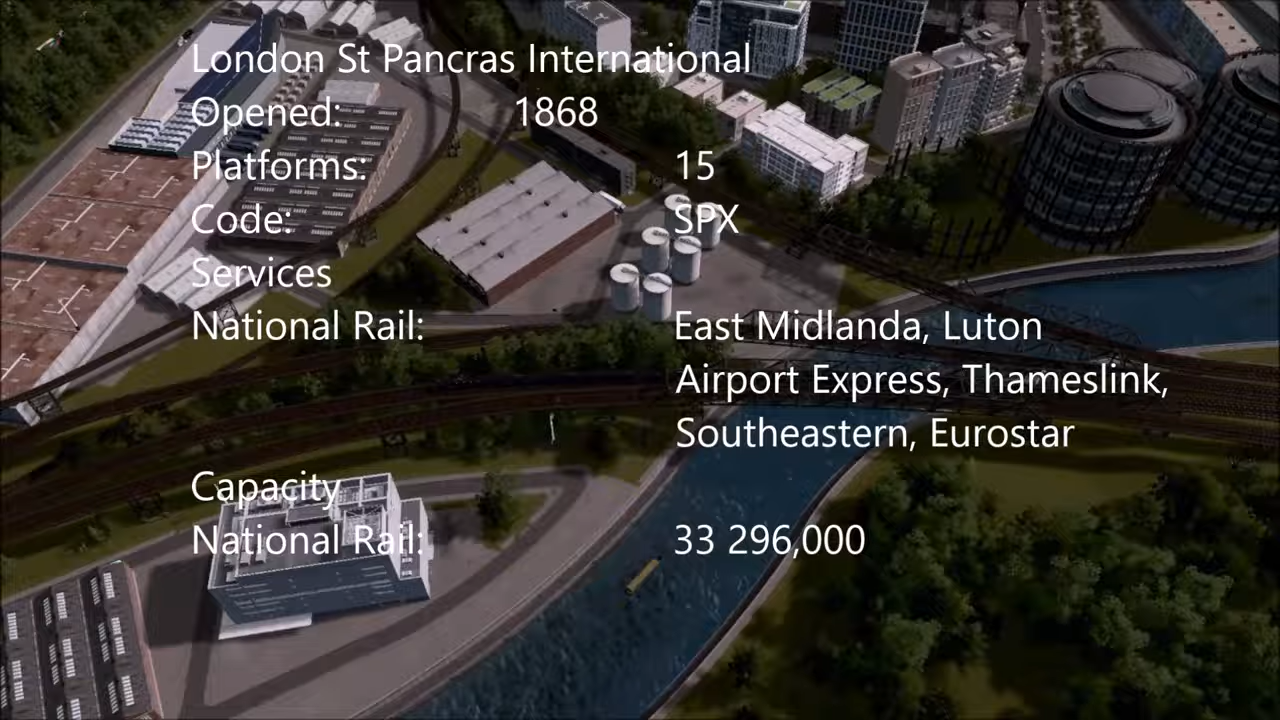 London St Pancras International
Opened: 1868
Platforms: 15
Code: SPX
Services
National Rail: East Midlanda, Luton
Airport Express, Thameslink,
Southeastern, Eurostar
Capacity
National Rail: 33 296,000